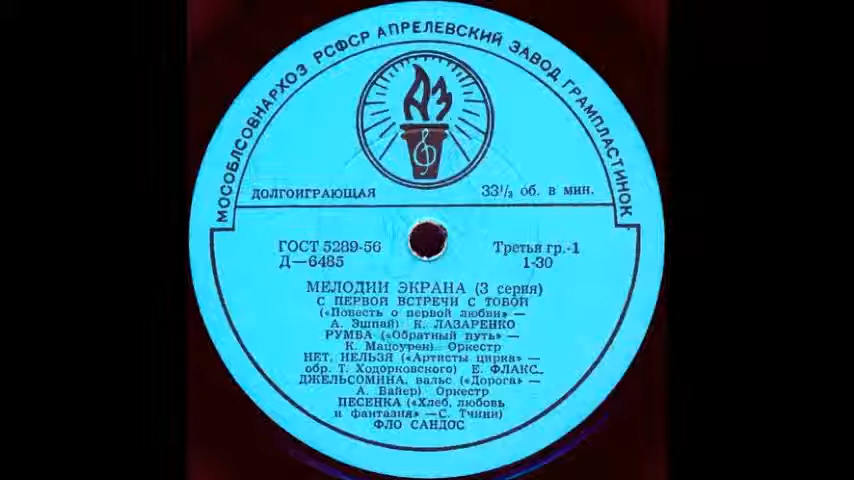 МОСОБЛСОВНАРХОЗ РСФСР АПРЕЛЕВСКИЙ ЗАВОД ГРАМПЛАСТИНОК
АЗ
ДОЛГОИГРАЮЩАЯ 33⅓ об. в мин.
ГОСТ 5289-56 Третья гр.-1
Д—6485 1-30
МЕЛОДИИ ЭКРАНА (3 серия)
С ПЕРВОЙ ВСТРЕЧИ С ТОБОЙ
(«Повесть о первой любви» —
А. Эшпай) К. ЛАЗАРЕНКО
РУМБА («Обратный путь» —
К. Мацоурек) Оркестр
НЕТ, НЕЛЬЗЯ («Артисты цирка» —
обр. Т. Ходорковского) Е. ФЛАКС
ДЖЕЛЬСОМИНА, вальс («Дорога» —
А. Вайер) Оркестр
ПЕСЕНКА («Хлеб, любовь
и фантазия» —С. Тчини)
ФЛО САНДОС